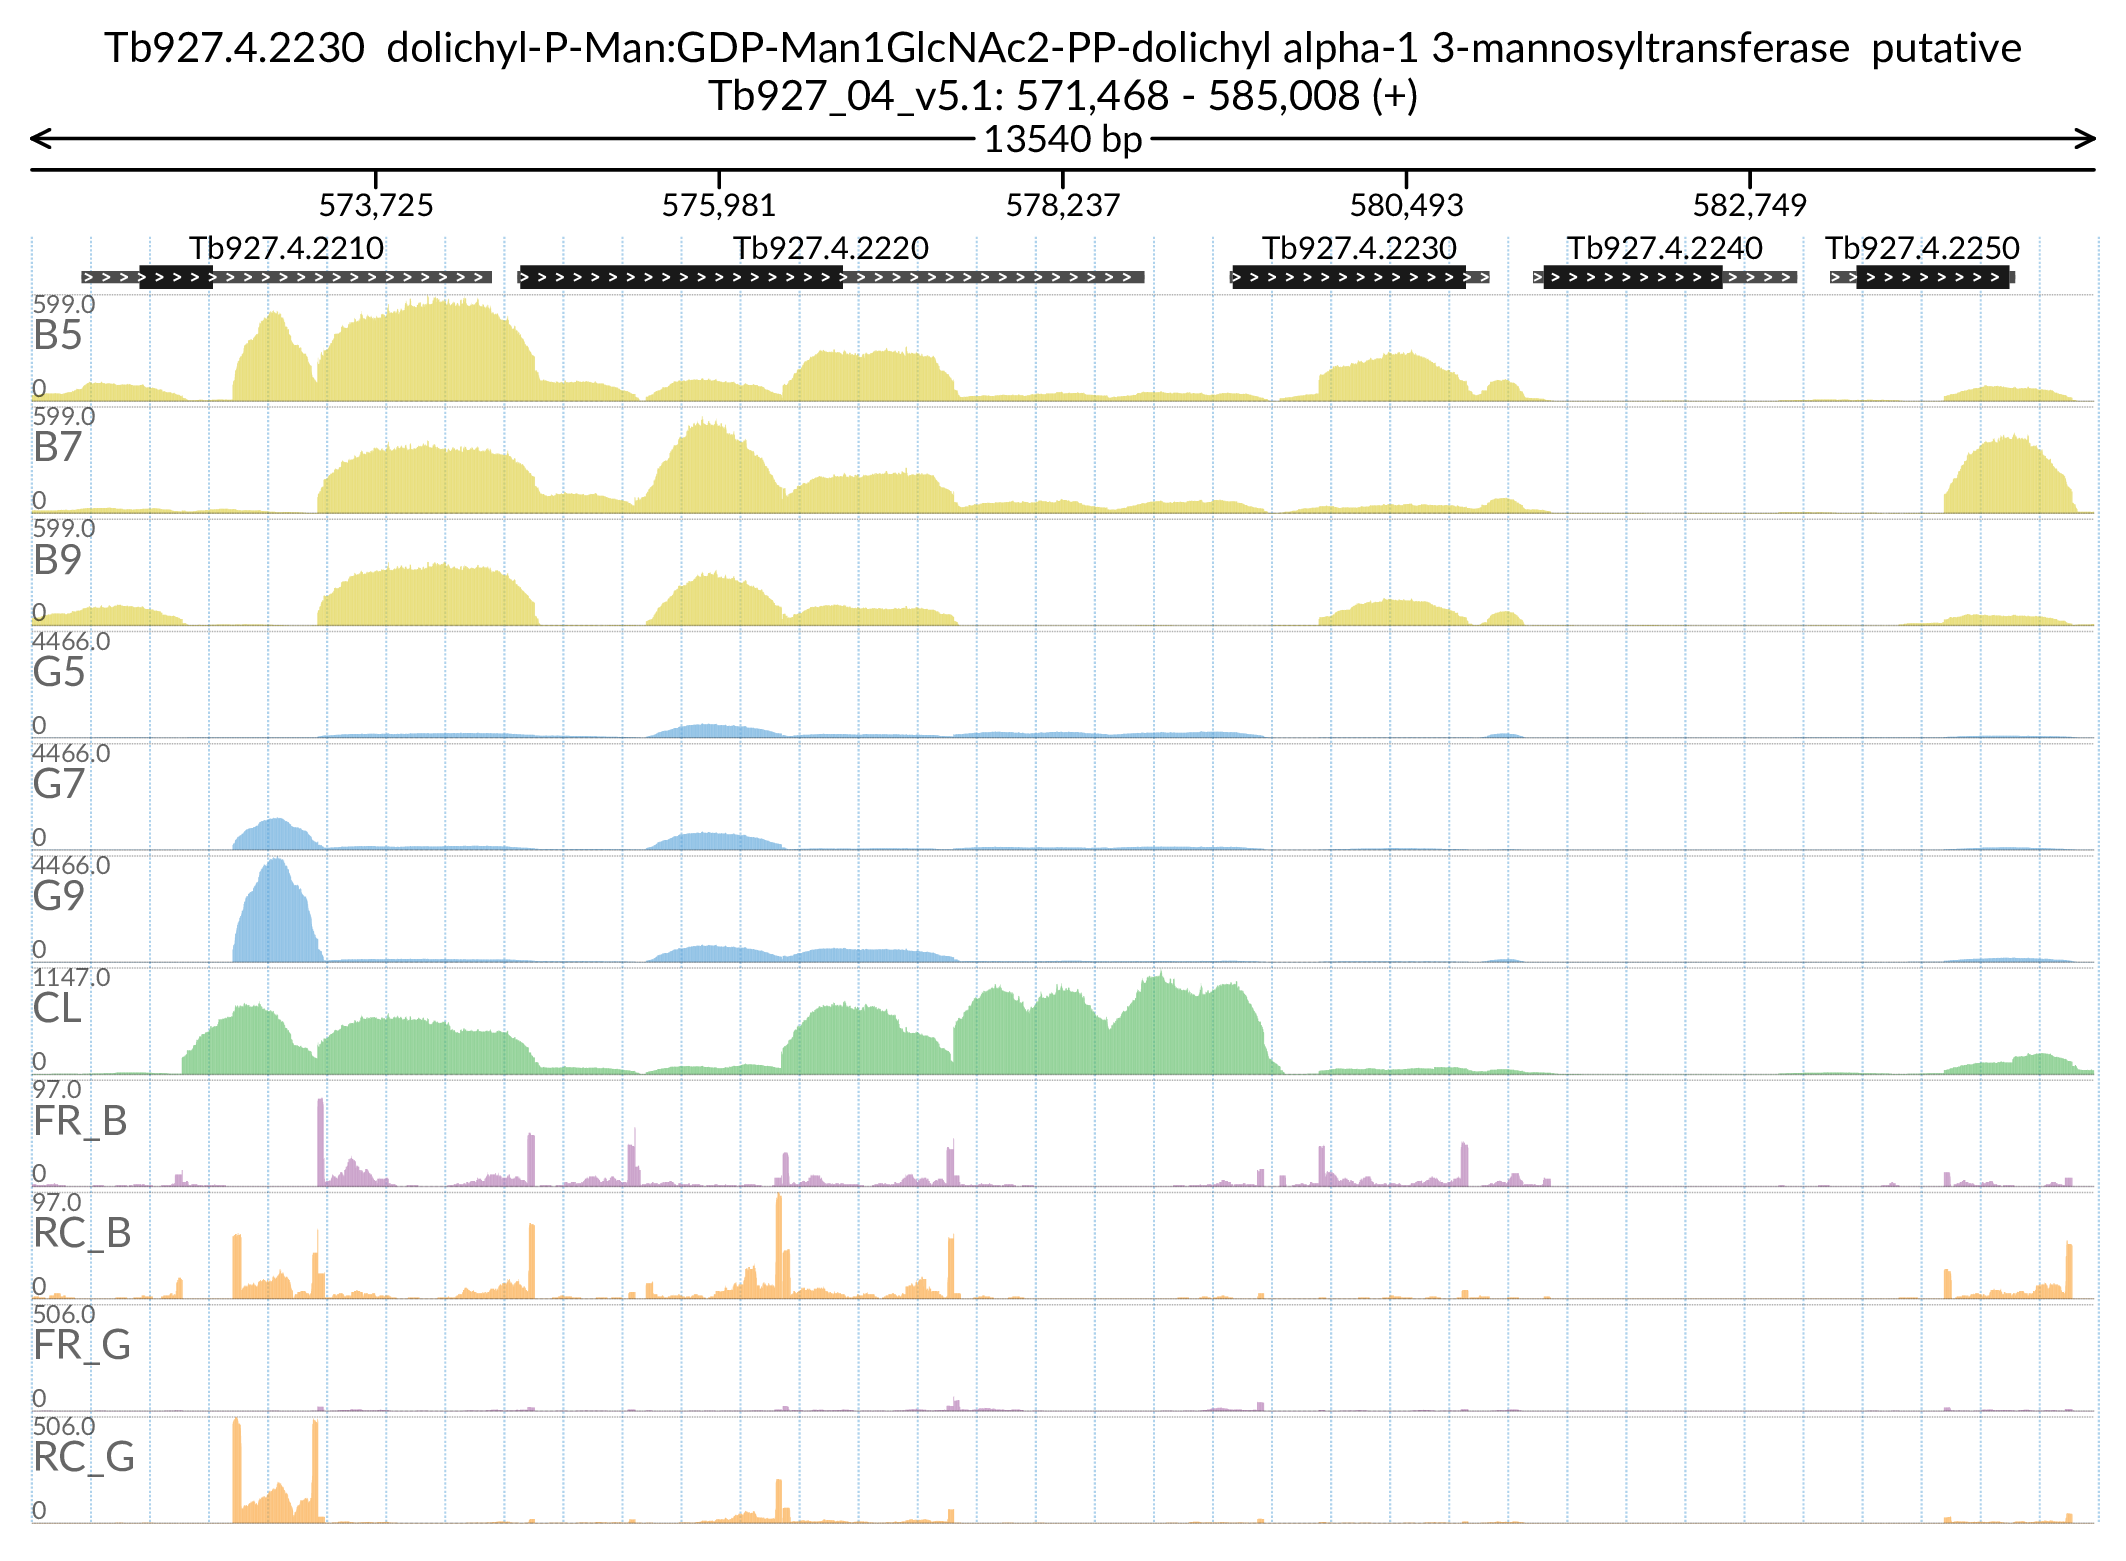 Tb927.4.2230 dolichyl-P-Man:GDP-Man1GlcNAc2-PP-dolichyl alpha-1 3-mannosyltransferase putative
Tb927_04_v5.1: 571,468 - 585,008 (+)
13540 bp
573,725 575,981 578,237 580,493 582,749
Tb927.4.2210 Tb927.4.2220 Tb927.4.2230 Tb927.4.2240 Tb927.4.2250
599.0
B5
0
599.0
B7
0
599.0
B9
0
4466.0
G5
0
4466.0
G7
0
4466.0
G9
0
1147.0
CL
0
97.0
FR_B
0
97.0
RC_B
0
506.0
FR_G
0
506.0
RC_G
0